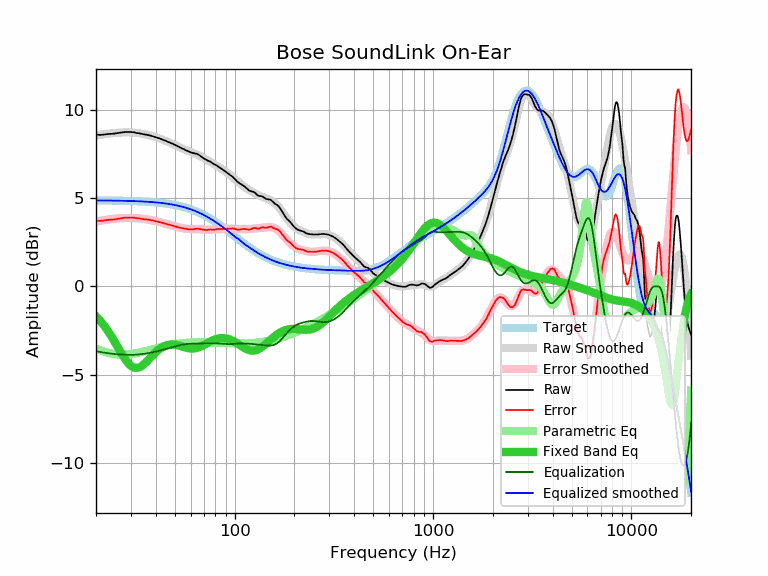 Bose SoundLink On-Ear
Amplitude (dBr)
10
5
0
−5
−10
100
1000
10000
Frequency (Hz)
Target
Raw Smoothed
Error Smoothed
Raw
Error
Parametric Eq
Fixed Band Eq
Equalization
Equalized smoothed